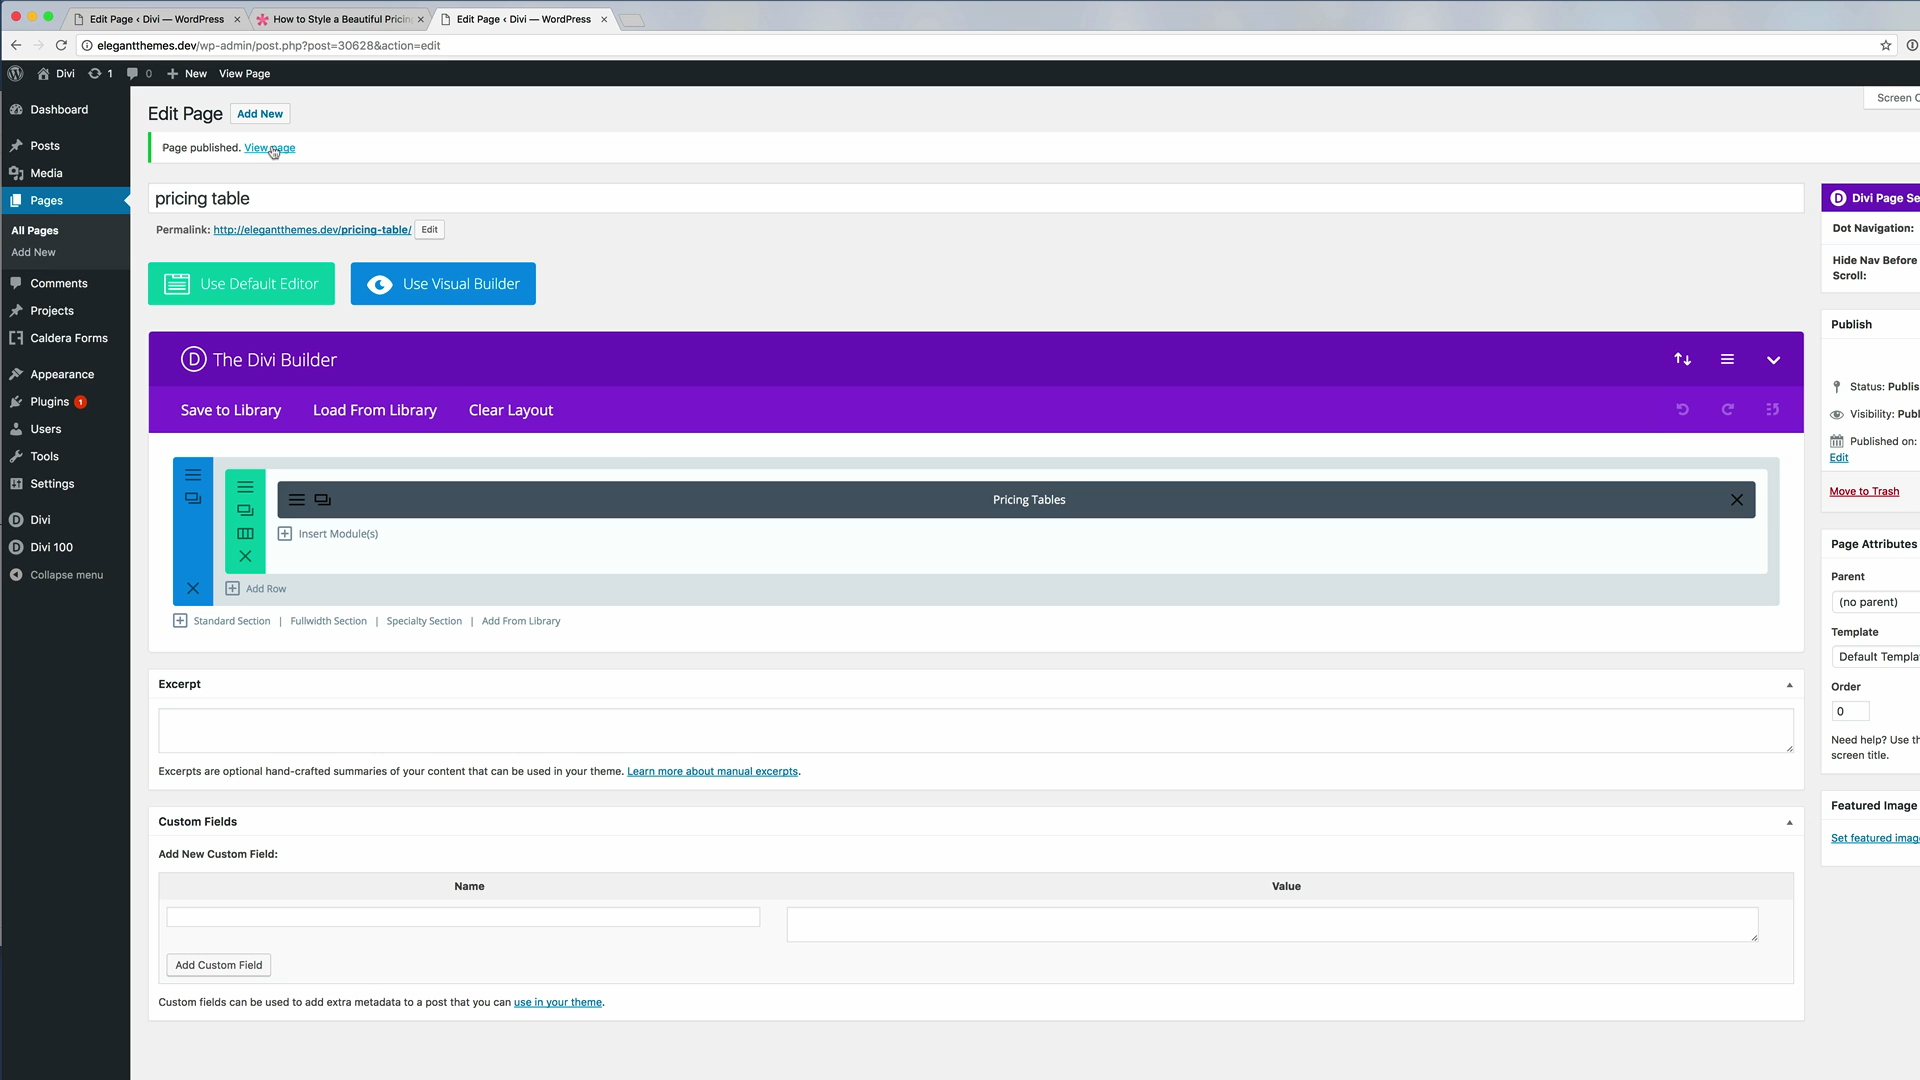 Edit Page ‹ Divi — WordPress
How to Style a Beautiful Pricin
Edit Page ‹ Divi — WordPress
elegantthemes.dev/wp-admin/post.php?post=30628&action=edit
Divi
1
0
New
View Page
Screen
Dashboard
Posts
Media
Pages
All Pages
Add New
Comments
Projects
Caldera Forms
Appearance
Plugins 1
Users
Tools
Settings
Divi
Divi 100
Collapse menu
Edit Page
Add New
Page published. View page
pricing table
Permalink: http://elegantthemes.dev/pricing-table/ Edit
Use Default Editor
Use Visual Builder
The Divi Builder
Save to Library
Load From Library
Clear Layout
Pricing Tables
Insert Module(s)
Add Row
Standard Section | Fullwidth Section | Specialty Section | Add From Library
Excerpt
Excerpts are optional hand-crafted summaries of your content that can be used in your theme. Learn more about manual excerpts.
Custom Fields
Add New Custom Field:
Name
Value
Add Custom Field
Custom fields can be used to add extra metadata to a post that you can use in your theme.
Divi Page Se
Dot Navigation:
Hide Nav Before
Scroll:
Publish
Status: Publis
Visibility: Publ
Published on:
Edit
Move to Trash
Page Attributes
Parent
(no parent)
Template
Default Templa
Order
0
Need help? Use th
screen title.
Featured Image
Set featured imag